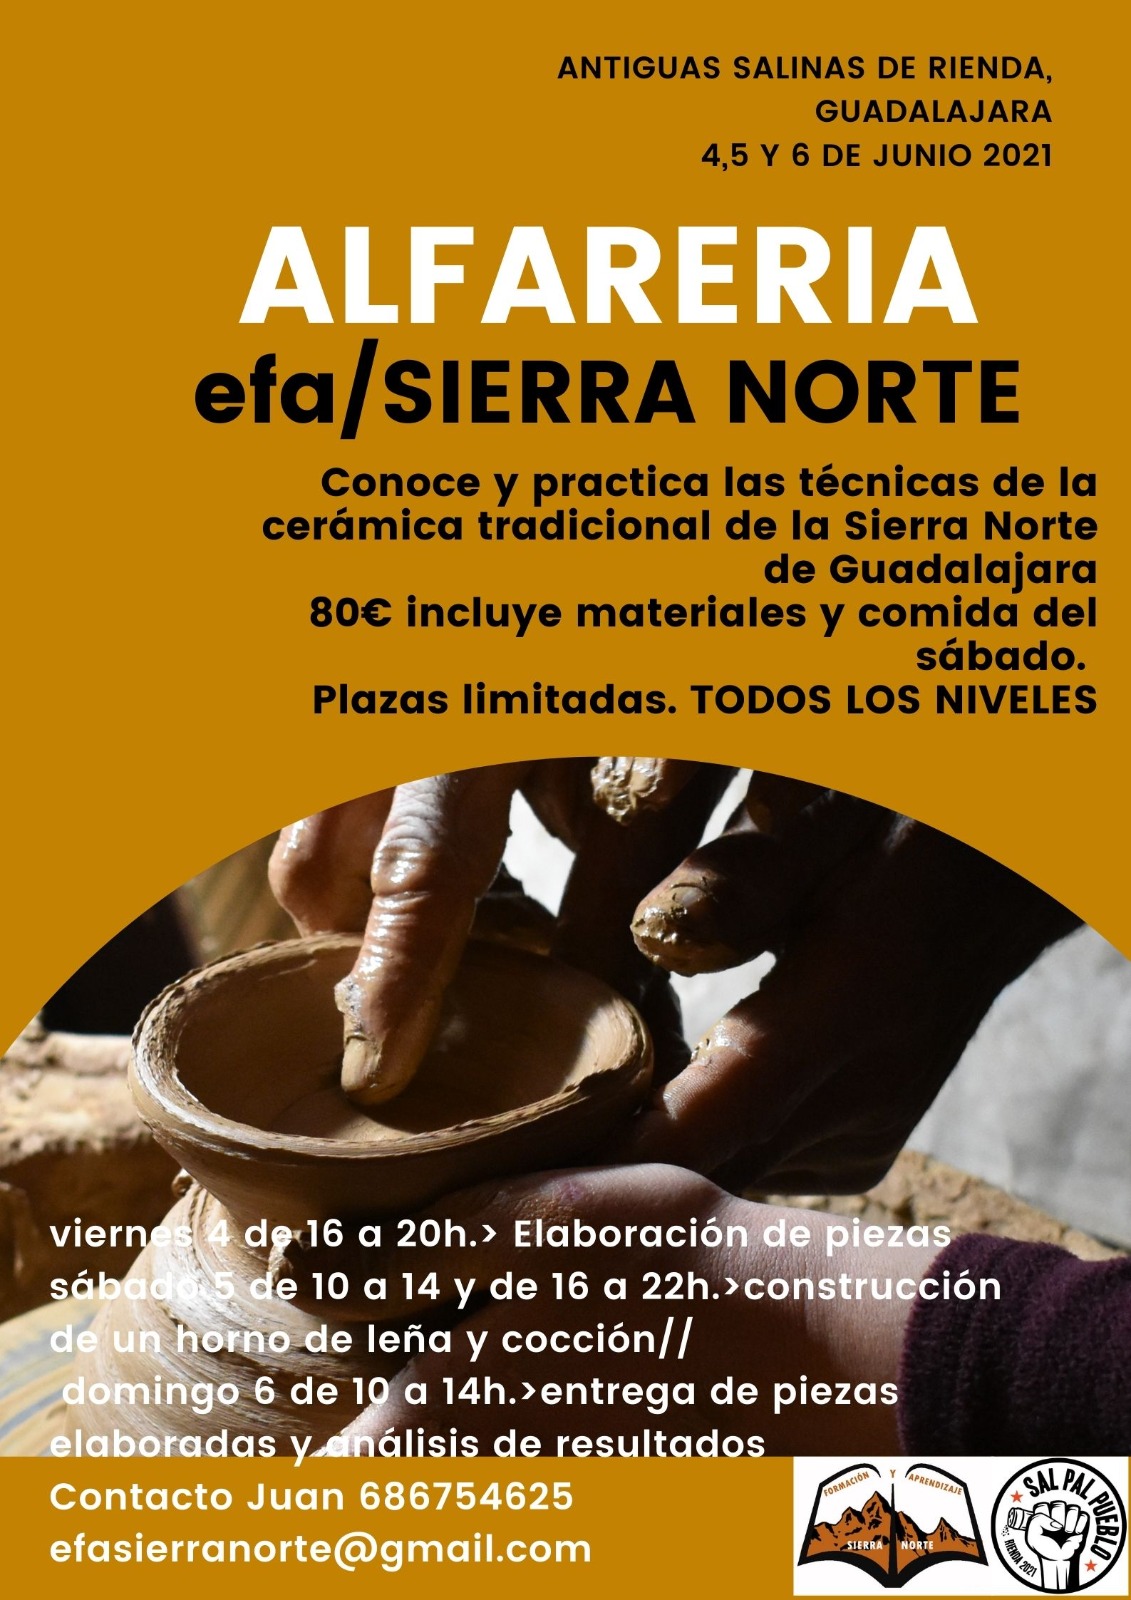 ANTIGUAS SALINAS DE RIENDA,
GUADALAJARA
4,5 Y 6 DE JUNIO 2021
ALFARERIA
efa/SIERRA NORTE
Conoce y practica las técnicas de la
cerámica tradicional de la Sierra Norte
de Guadalajara
80€ incluye materiales y comida del
sábado.
Plazas limitadas. TODOS LOS NIVELES
viernes 4 de 16 a 20h.> Elaboración de piezas
sábado 5 de 10 a 14 y de 16 a 22h.>construcción
de un horno de leña y cocción//
domingo 6 de 10 a 14h.>entrega de piezas
elaboradas y análisis de resultados
Contacto Juan 686754625
efasierranorte@gmail.com
FORMACIÓN Y APRENDIZAJE
SIERRA NORTE
SAL PAL PUEBLO
RIENDA 2021